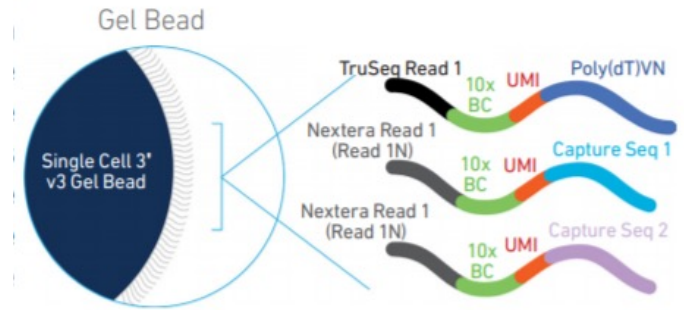 Gel Bead
Single Cell 3'
v3 Gel Bead
TruSeq Read 1
10x
BC
UMI
Poly(dT)VN
Nextera Read 1
(Read 1N)
10x
BC
UMI
Capture Seq 1
Nextera Read 1
(Read 1N)
10x
BC
UMI
Capture Seq 2